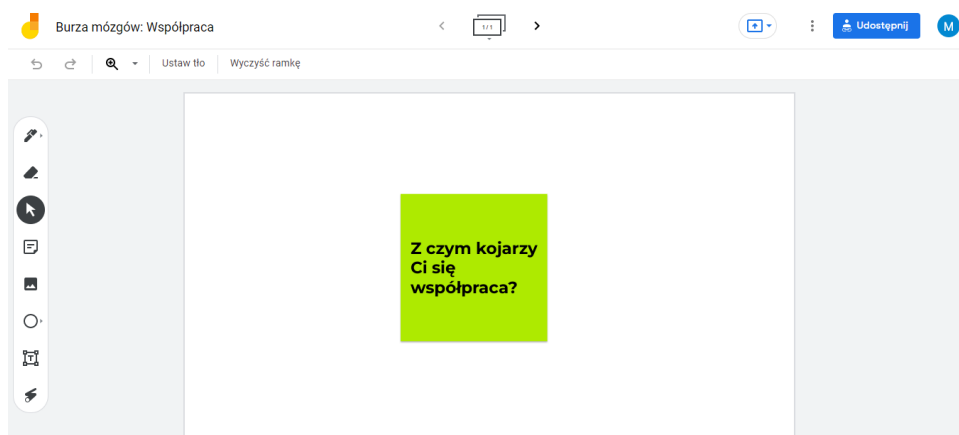 Burza mózgów: Współpraca
1/1
Udostępnij
M
Ustaw tło
Wyczyść ramkę
Z czym kojarzy
Ci się
współpraca?
T